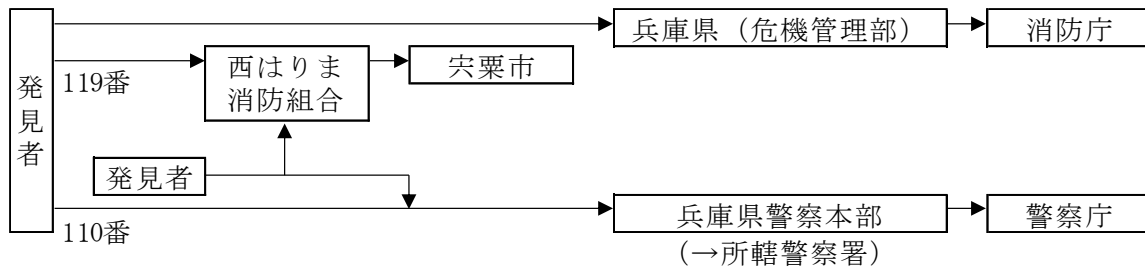 兵庫県（危機管理部）
消防庁
発見者
119番
西はりま
消防組合
宍粟市
発見者
110番
兵庫県警察本部
（→所轄警察署）
警察庁